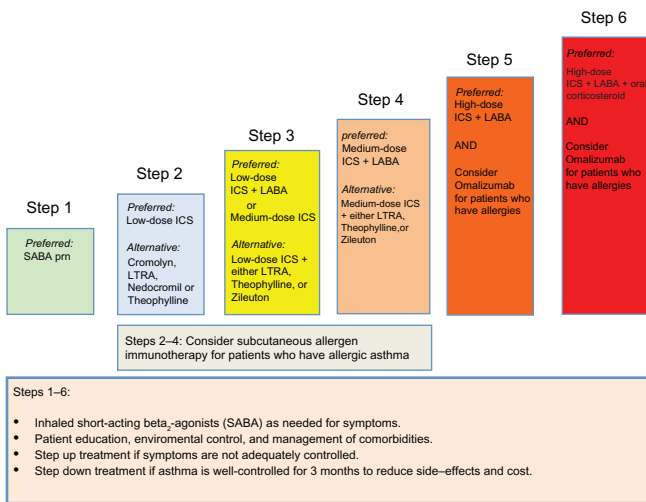 Step 1
Preferred:
SABA prn
Step 2
Preferred:
Low-dose ICS
Alternative:
Cromolyn,
LTRA,
Nedocromil or
Theophylline
Step 3
Preferred:
Low-dose
ICS + LABA
or
Medium-dose ICS
Alternative:
Low-dose ICS +
either LTRA,
Theophylline, or
Zileuton
Step 4
preferred:
Medium-dose
ICS + LABA
Alternative:
Medium-dose ICS
+ either LTRA,
Theophylline,or
Zileuton
Step 5
Preferred:
High-dose
ICS + LABA
AND
Consider
Omalizumab
for patients who
have allergies
Step 6
Preferred:
High-dose
ICS + LABA + oral
corticosteroid
AND
Consider
Omalizumab
for patients who
have allergies
Steps 2–4: Consider subcutaneous allergen
immunotherapy for patients who have allergic asthma
Steps 1–6:
• Inhaled short-acting beta₂-agonists (SABA) as needed for symptoms.
• Patient education, enviromental control, and management of comorbidities.
• Step up treatment if symptoms are not adequately controlled.
• Step down treatment if asthma is well-controlled for 3 months to reduce side–effects and cost.